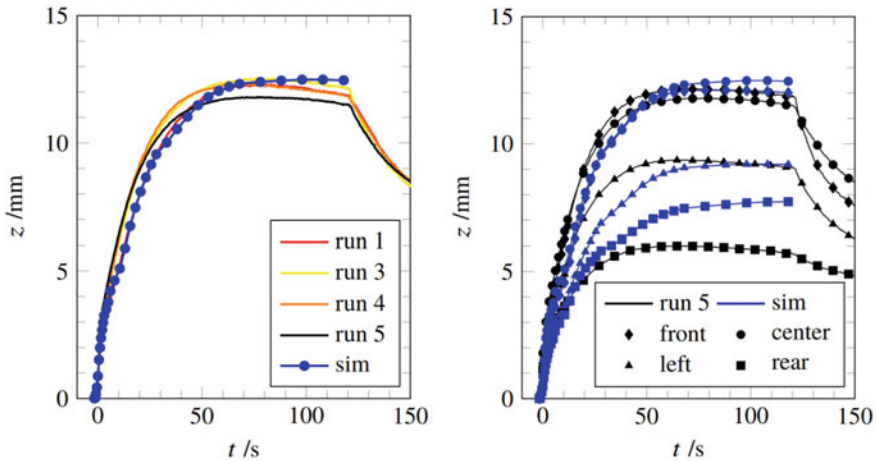 15
10
5
0
z /mm
run 1
run 3
run 4
run 5
sim
0 50 100 150
t /s
15
10
5
0
z /mm
run 5 sim
front center
left rear
0 50 100 150
t /s